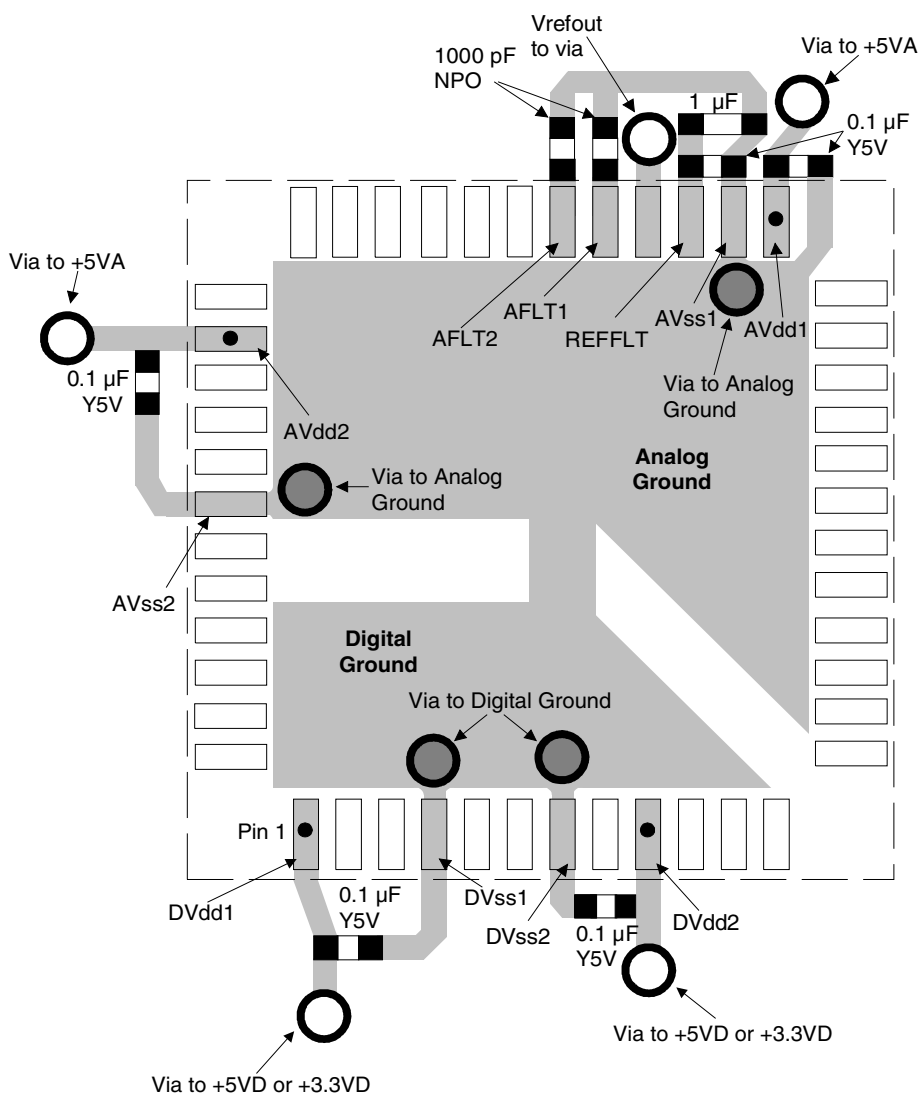 Vrefout
to via
Via to +5VA
1000 pF
NPO
1 µF
0.1 µF
Y5V
Via to +5VA
AFLT2
AFLT1
REFFLT
AVss1
AVdd1
0.1 µF
Y5V
Via to Analog
Ground
AVdd2
Analog
Ground
Via to Analog
Ground
AVss2
Digital
Ground
Via to Digital Ground
Pin 1
DVdd1
0.1 µF
Y5V
DVss1
DVss2
0.1 µF
Y5V
DVdd2
Via to +5VD or +3.3VD
Via to +5VD or +3.3VD